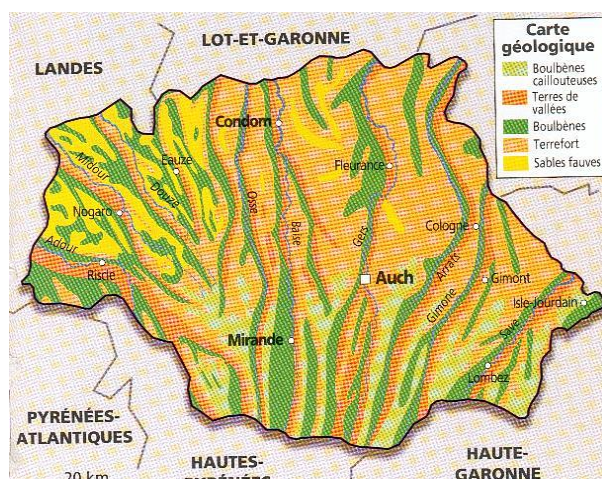 LOT-ET-GARONNE
LANDES
Carte
géologique
Boulbènes
caillouteuses
Terres de
vallées
Boulbènes
Terrefort
Sables fauves
Condom
Midour
Eauze
Douze
Fleurance
Nogaro
Osse
Baïse
Gers
Cologne
Adour
Riscle
Auch
Arrats
Gimont
Gimone
Isle-Jourdain
Mirande
Save
Lombez
PYRÉNÉES-
ATLANTIQUES
20 km
HAUTES-
PYRÉNÉES
HAUTE-
GARONNE